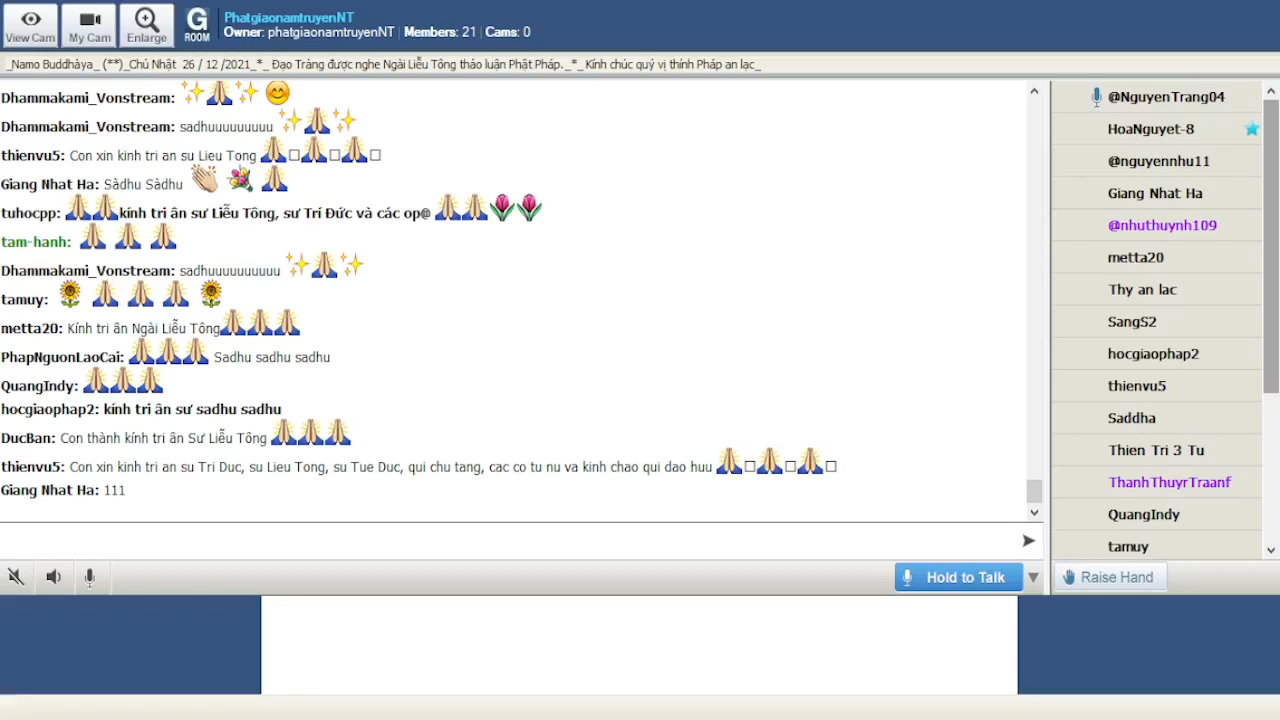 View Cam
My Cam
Enlarge
G
ROOM
PhatgiaonamtruyenNT
Owner: phatgiaonamtruyenNT | Members: 21 | Cams: 0
_Namo Buddhàya_ (**)_Chủ Nhật 26 / 12 /2021_*_ Đạo Tràng được nghe Ngài Liễu Tông thảo luận Phật Pháp._*_Kính chúc quý vị thính Pháp an lạc_
Dhammakami_Vonstream: ✨🙏✨ 😊
Dhammakami_Vonstream: sadhuuuuuuuuu ✨🙏✨
thienvu5: Con xin kinh tri an su Lieu Tong 🙏□🙏□🙏□
Giang Nhat Ha: Sàdhu Sàdhu 👏 💐 🙏
tuhocpp: 🙏🙏kính tri ân sư Liễu Tông, sư Trí Đức và các op@ 🙏🙏🌷🌷
tam-hanh: 🙏 🙏 🙏
Dhammakami_Vonstream: sadhuuuuuuuuuu ✨🙏✨
tamuy: 🌻 🙏 🙏 🙏 🌻
metta20: Kính tri ân Ngài Liễu Tông🙏🙏🙏
PhapNguonLaoCai: 🙏🙏🙏 Sadhu sadhu sadhu
QuangIndy: 🙏🙏🙏
hocgiaophap2: kính tri ân sư sadhu sadhu
DucBan: Con thành kính tri ân Sư Liễu Tông 🙏🙏🙏
thienvu5: Con xin kinh tri an su Tri Duc, su Lieu Tong, su Tue Duc, qui chu tang, cac co tu nu va kinh chao qui dao huu 🙏□🙏□🙏□
Giang Nhat Ha: 111
Hold to Talk
@NguyenTrang04
HoaNguyet-8
@nguyennhu11
Giang Nhat Ha
@nhuthuynh109
metta20
Thy an lac
SangS2
hocgiaophap2
thienvu5
Saddha
Thien Tri 3 Tu
ThanhThuyrTraanf
QuangIndy
tamuy
Raise Hand